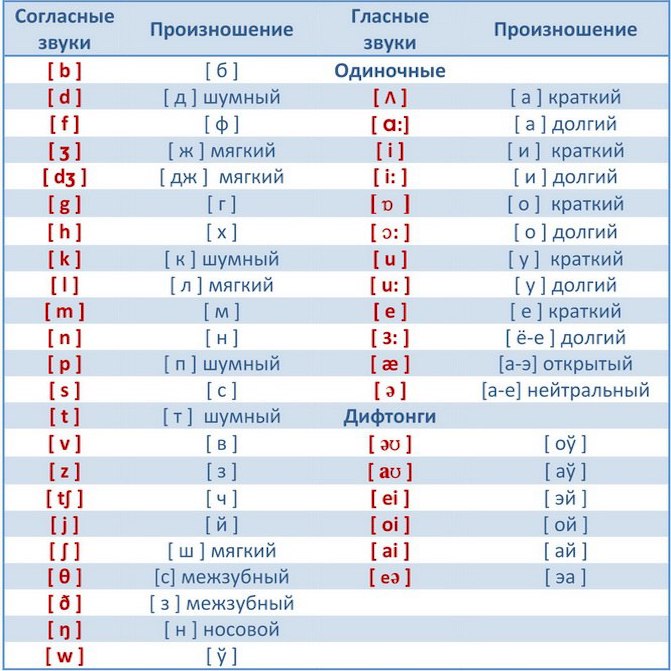 Согласные звуки Произношение Гласные звуки Произношение
[ b ] [ б ] Одиночные
[ d ] [ д ] шумный [ ʌ ] [ а ] краткий
[ f ] [ ф ] [ ɑ:] [ а ] долгий
[ ʒ ] [ ж ] мягкий [ i ] [ и ] краткий
[ dʒ ] [ дж ] мягкий [ i: ] [ и ] долгий
[ g ] [ г ] [ ɒ ] [ о ] краткий
[ h ] [ х ] [ ɔ: ] [ о ] долгий
[ k ] [ к ] шумный [ u ] [ у ] краткий
[ l ] [ л ] мягкий [ u: ] [ у ] долгий
[ m ] [ м ] [ e ] [ е ] краткий
[ n ] [ н ] [ ɜ: ] [ ё-е ] долгий
[ p ] [ п ] шумный [ æ ] [а-э] открытый
[ s ] [ с ] [ ə ] [а-е] нейтральный
[ t ] [ т ] шумный Дифтонги
[ v ] [ в ] [ əʊ ] [ оў ]
[ z ] [ з ] [ aʊ ] [ аў ]
[ tʃ ] [ ч ] [ ei ] [ эй ]
[ j ] [ й ] [ oi ] [ ой ]
[ ʃ ] [ ш ] мягкий [ ai ] [ ай ]
[ θ ] [с] межзубный [ eə ] [ эа ]
[ ð ] [ з ] межзубный
[ ŋ ] [ н ] носовой
[ w ] [ ў ]